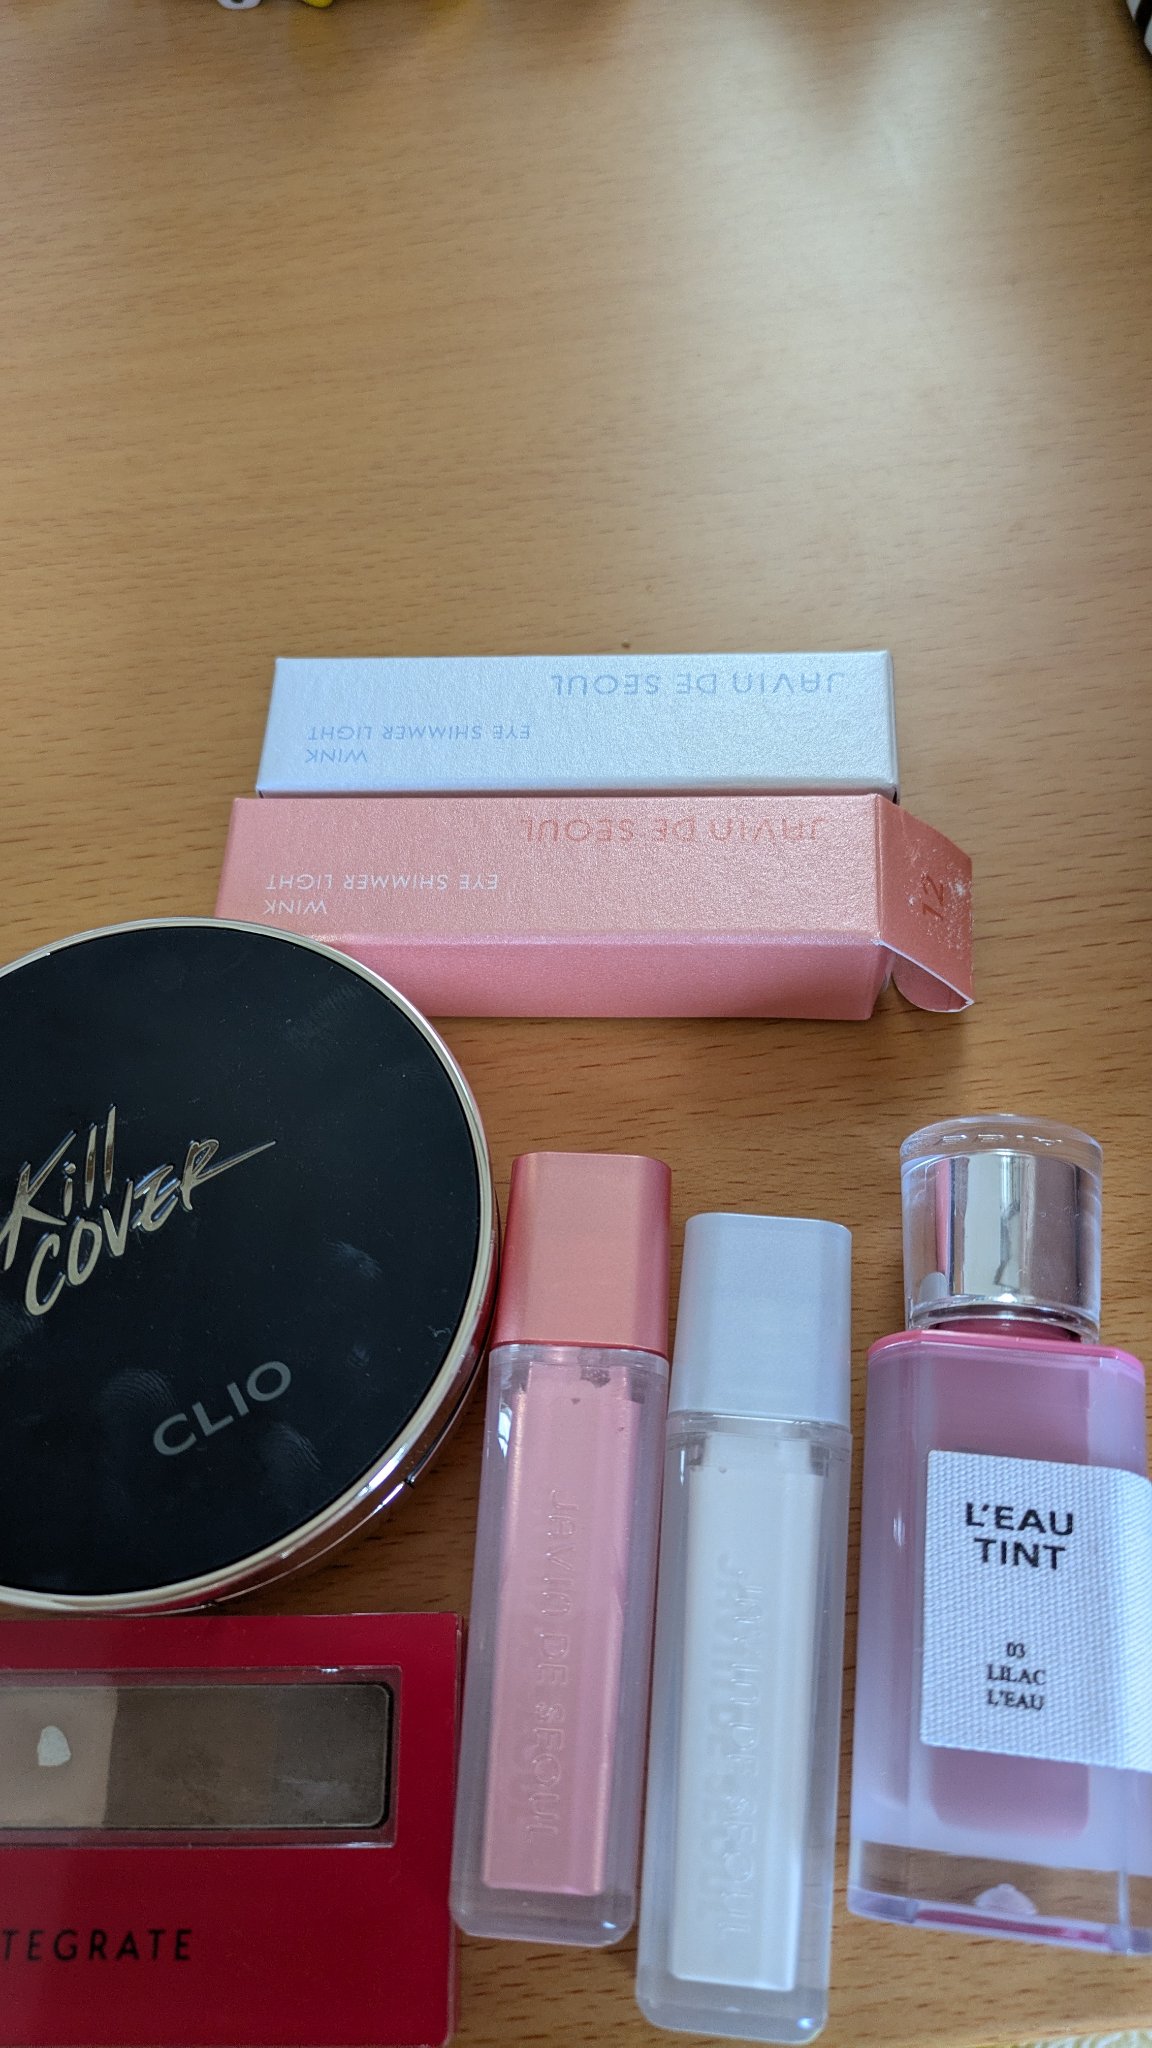 JAVIN DE SEOUL
EYE SHIMMER LIGHT
WINK
JAVIN DE SEOUL
EYE SHIMMER LIGHT
WINK
12
Kill
COVER
CLIO
JAVIN DE SEOUL
JAVIN DE SEOUL
L'EAU
TINT
03
LILAC
L'EAU
TEGRATE